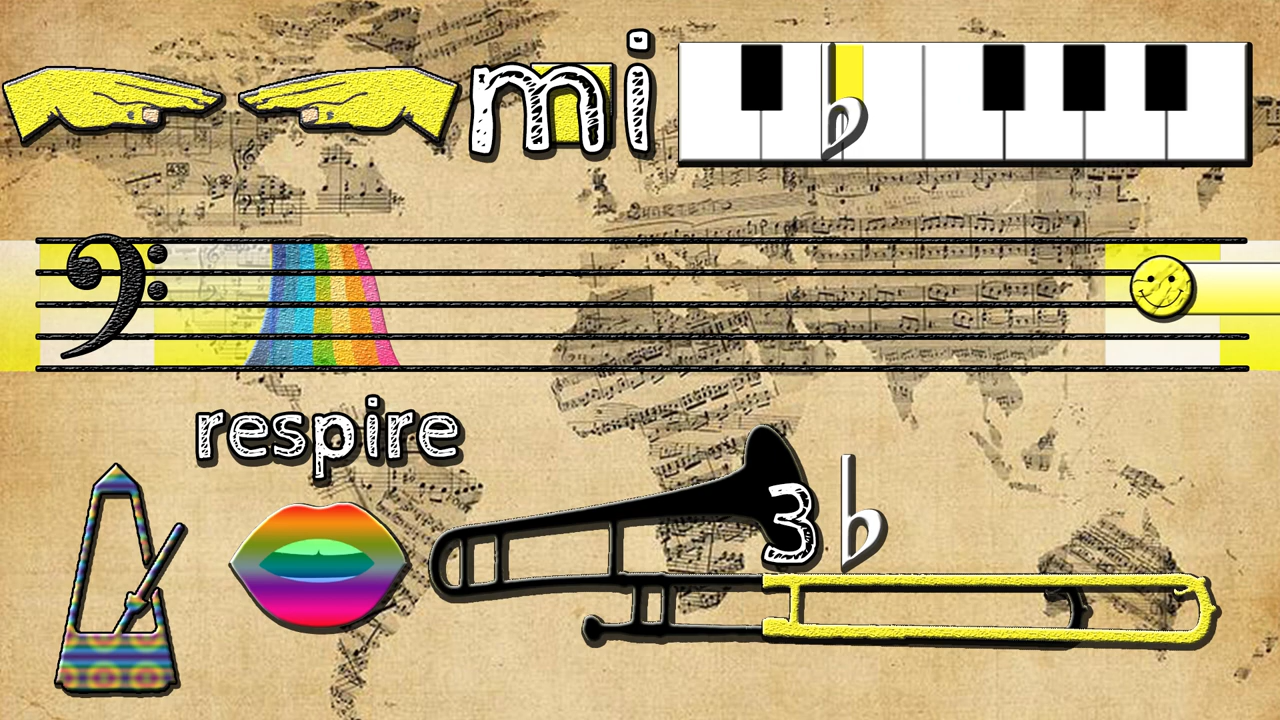 mi ♭
respire
3 ♭